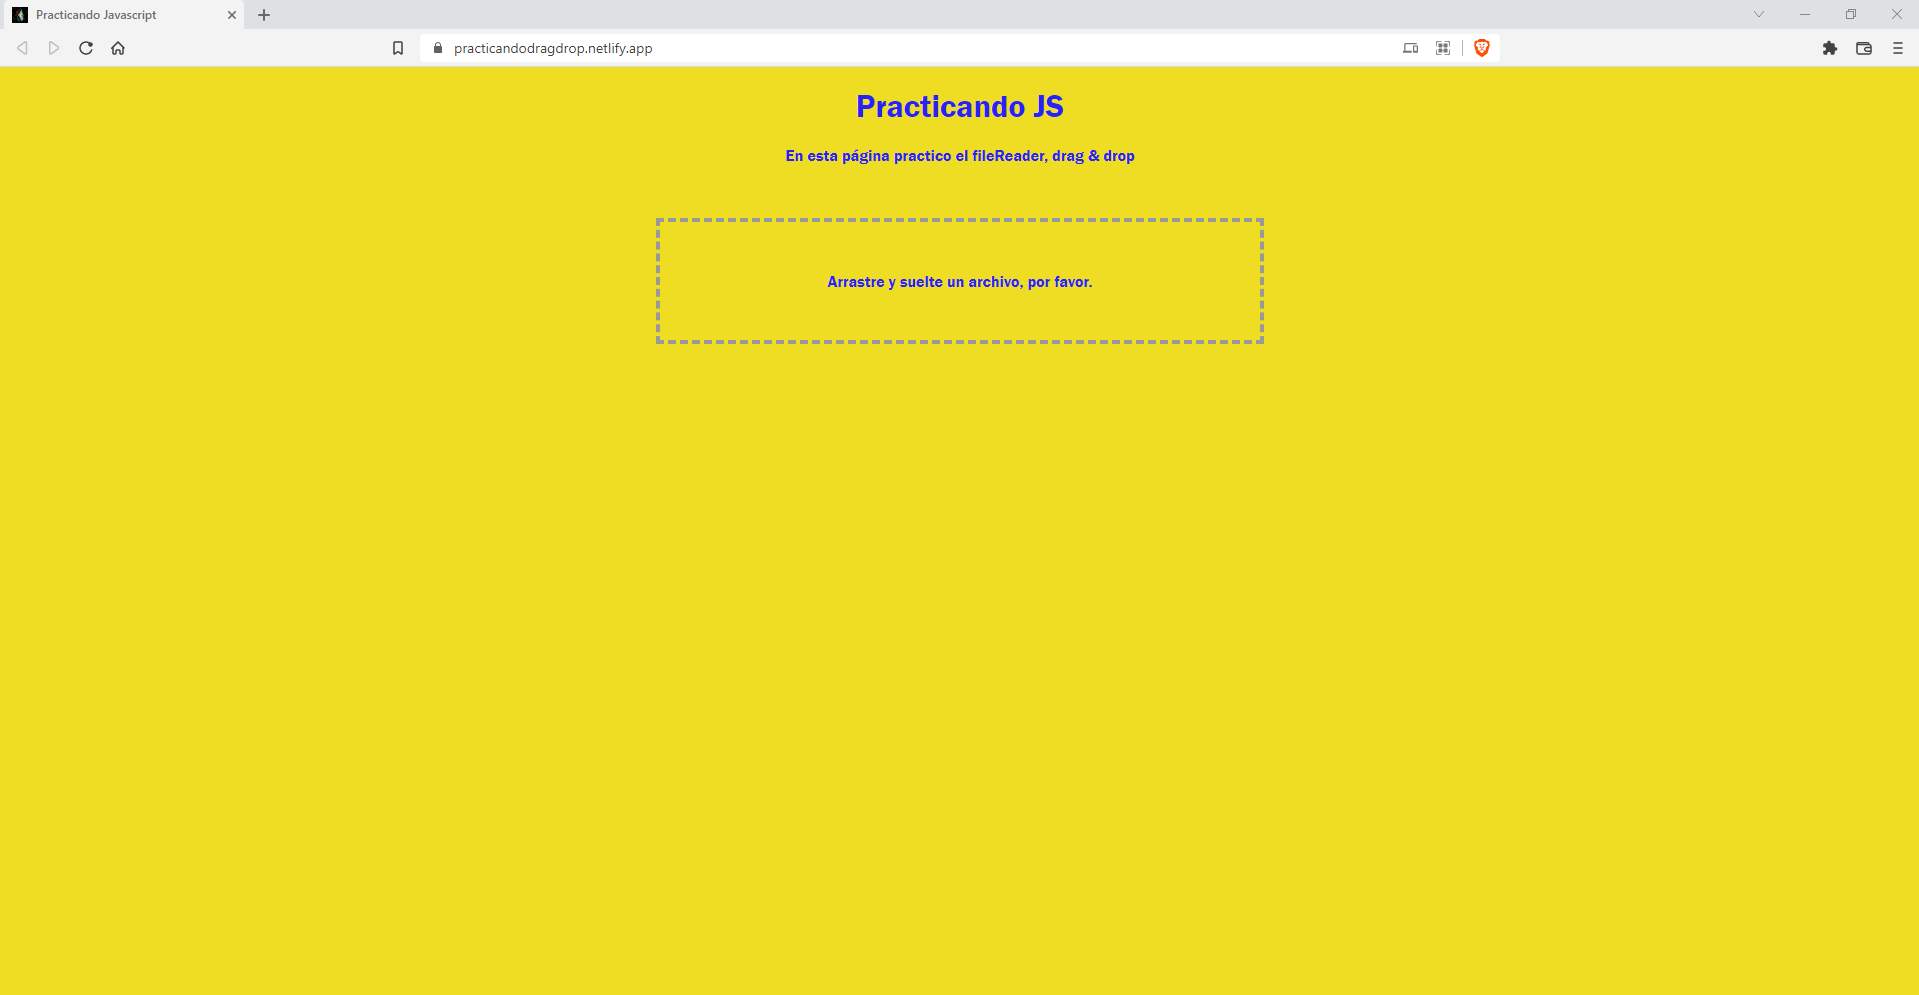 Practicando Javascript
practicandodragdrop.netlify.app
Practicando JS
En esta página practico el fileReader, drag & drop
Arrastre y suelte un archivo, por favor.